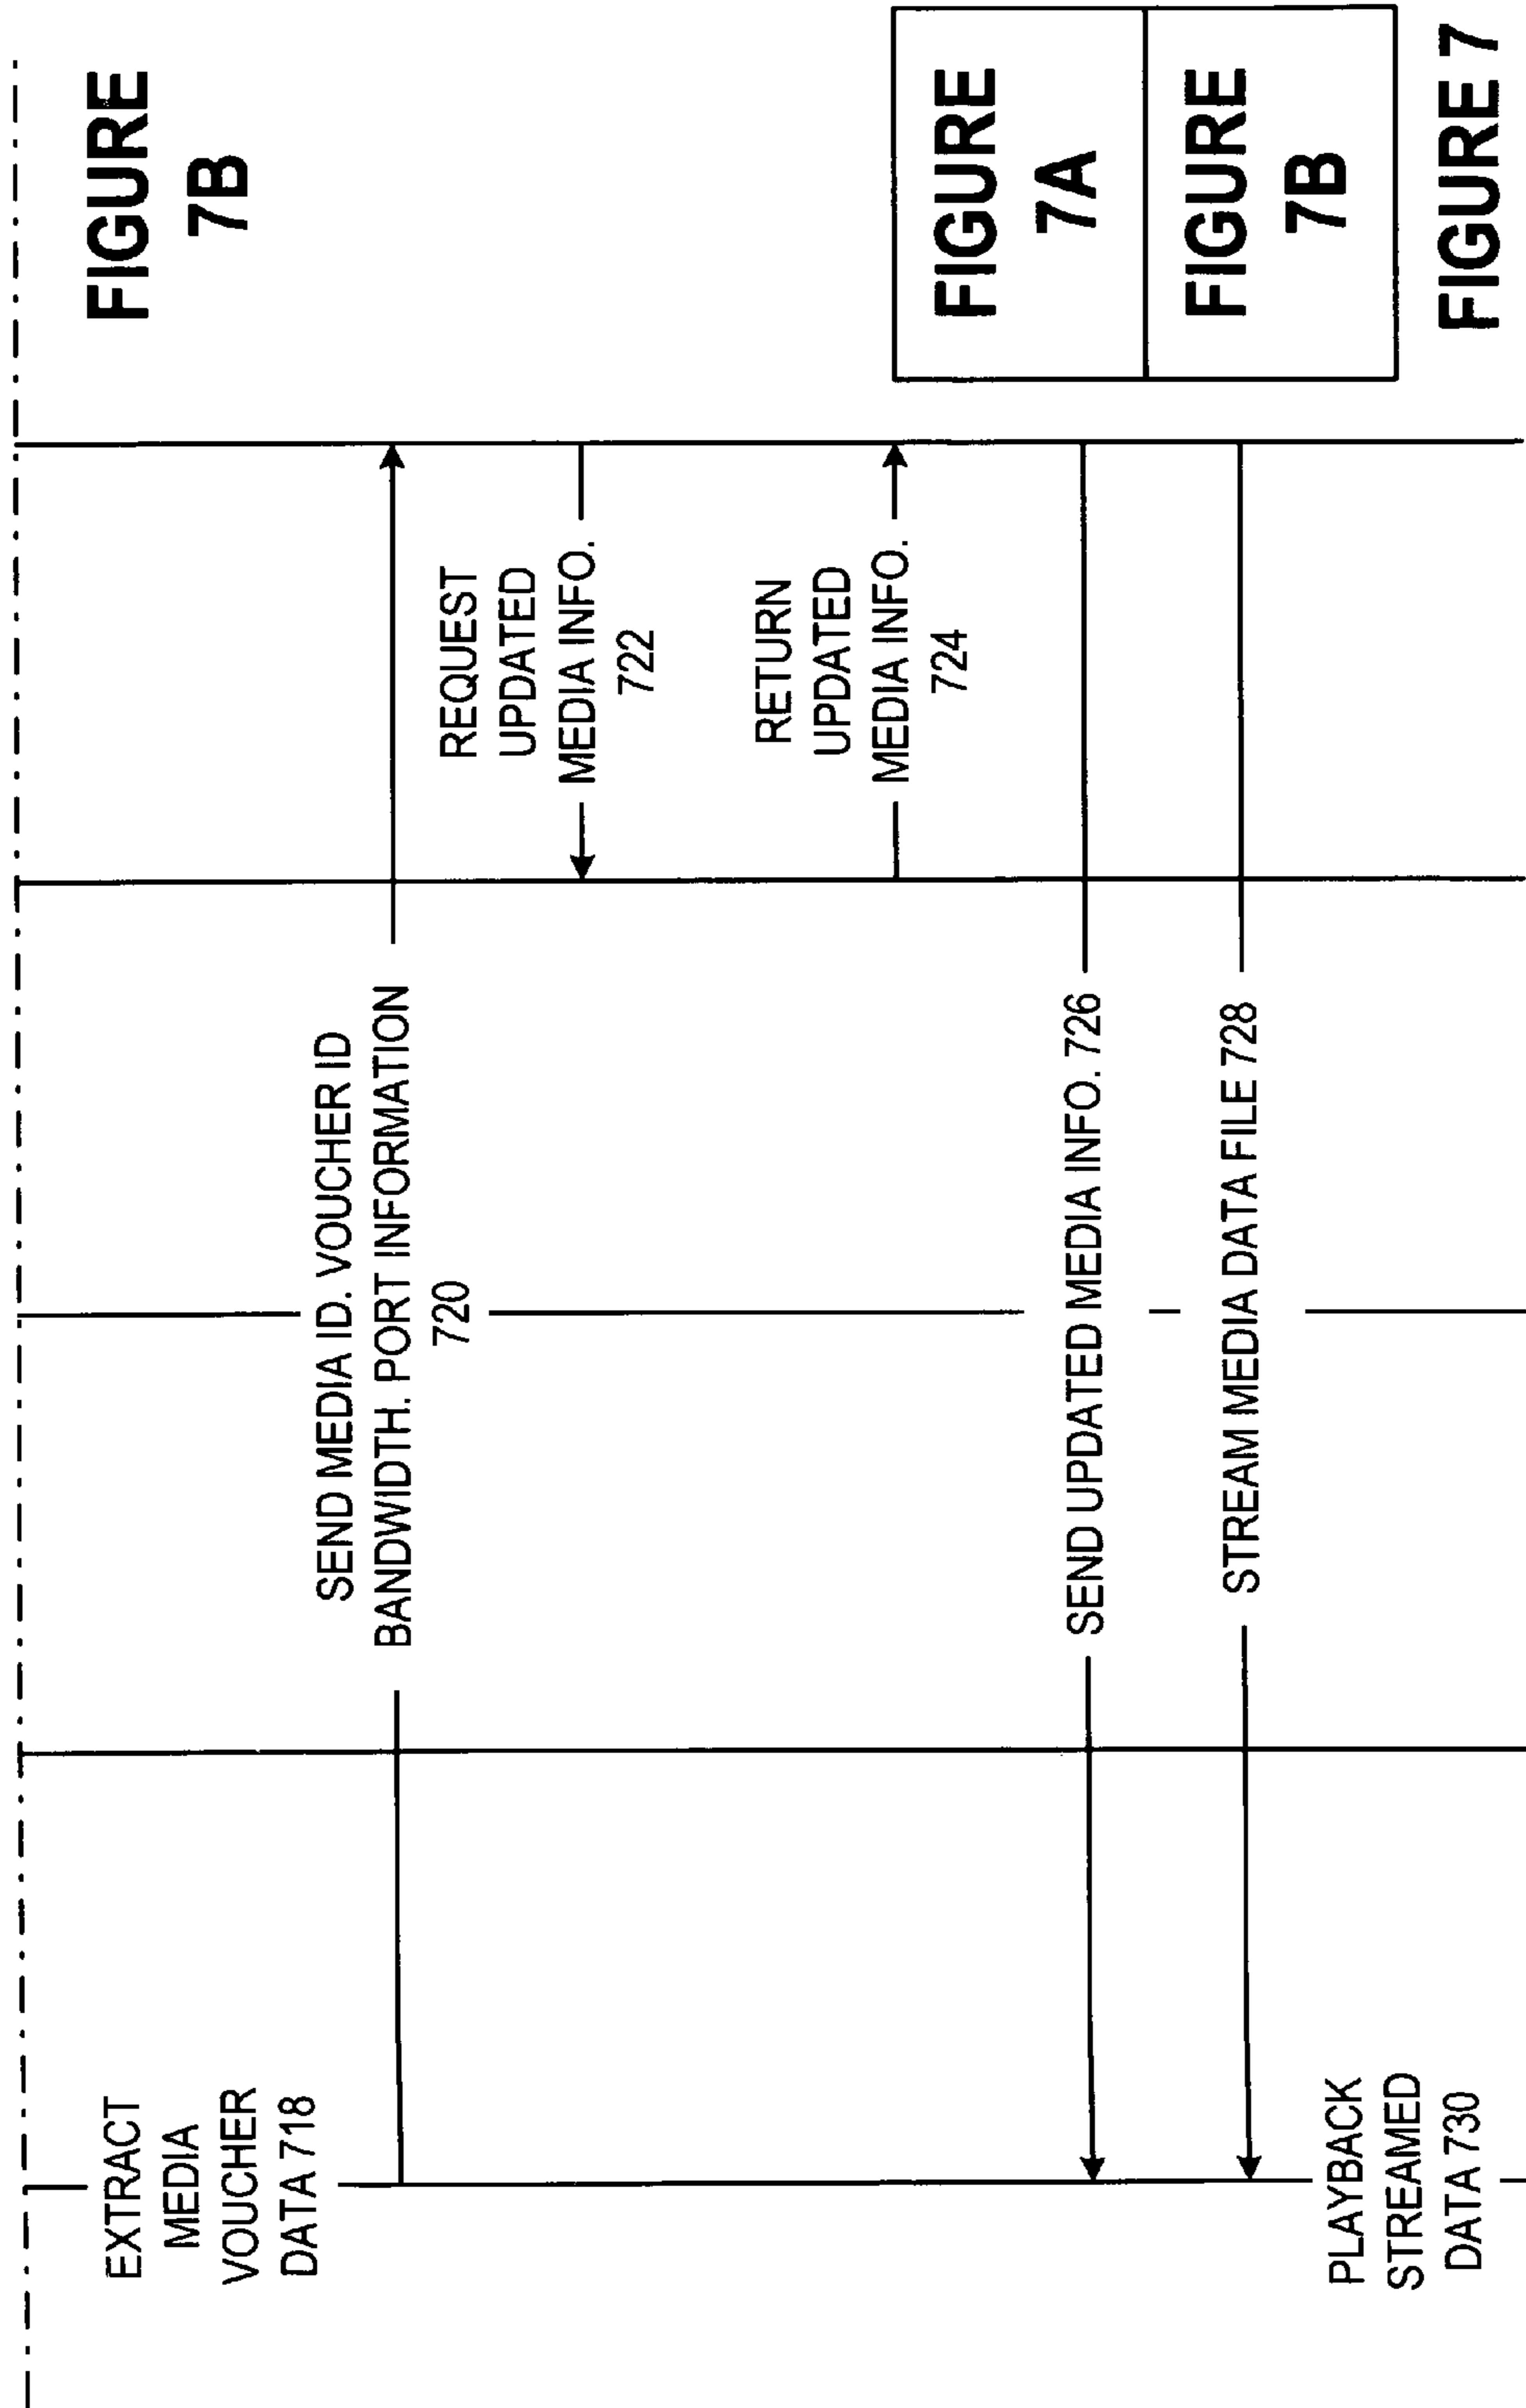 FIGURE
7B
EXTRACT
MEDIA
VOUCHER
DATA 718
SEND MEDIA ID. VOUCHER ID
BANDWIDTH. PORT INFORMATION
720
REQUEST
UPDATED
MEDIA INFO.
722
RETURN
UPDATED
MEDIA INFO.
724
SEND UPDATED MEDIA INFO. 726
STREAM MEDIA DATA FILE 728
PLAYBACK
STREAMED
DATA 730
FIGURE
7A
FIGURE
7B
FIGURE 7